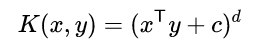 K(x, y) = (x^⊤ y + c)^d